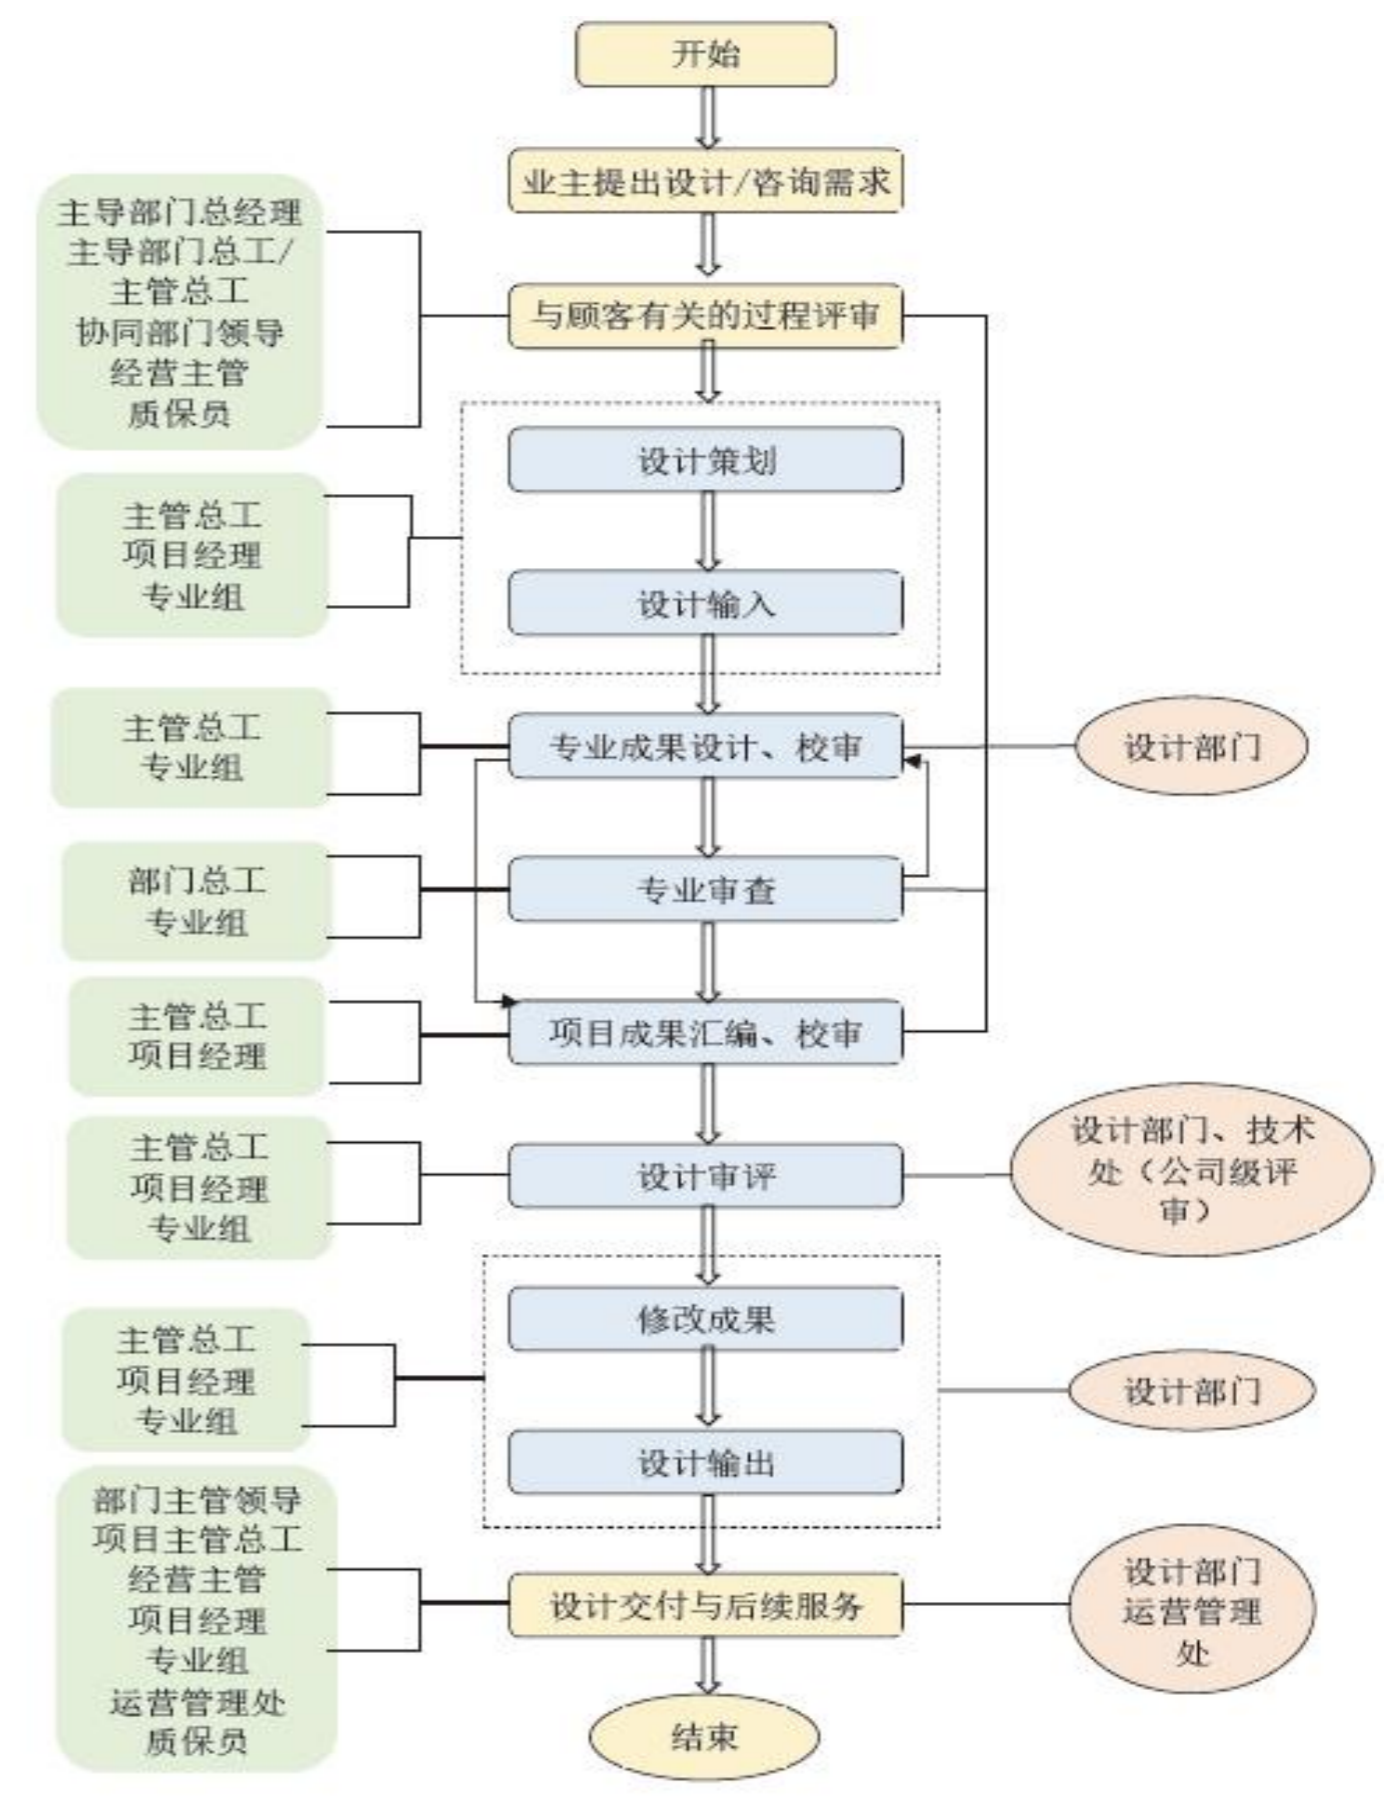 开始
业主提出设计/咨询需求
主导部门总经理
主导部门总工/
主管总工
协同部门领导
经营主管
质保员
与顾客有关的过程评审
设计策划
主管总工
项目经理
专业组
设计输入
主管总工
专业组
专业成果设计、校审
设计部门
部门总工
专业组
专业审查
主管总工
项目经理
项目成果汇编、校审
主管总工
项目经理
专业组
设计审评
设计部门、技术
处（公司级评
审）
修改成果
主管总工
项目经理
专业组
设计部门
设计输出
部门主管领导
项目主管总工
经营主管
项目经理
专业组
运营管理处
质保员
设计交付与后续服务
设计部门
运营管理
处
结束